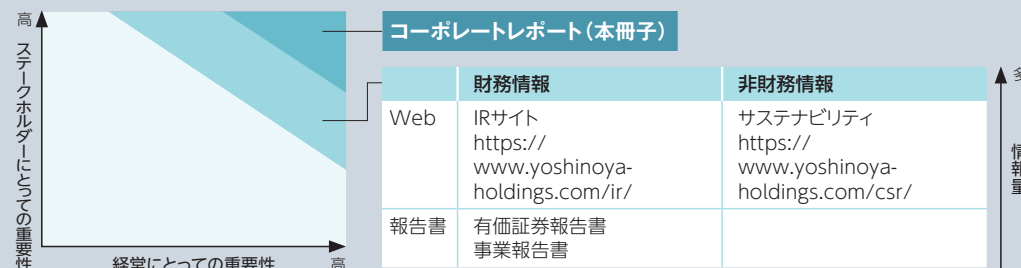 高
ステークホルダーにとっての重要性
経営にとっての重要性
高
コーポレートレポート（本冊子）
財務情報
非財務情報
Web
IRサイト
https://
www.yoshinoya-
holdings.com/ir/
サステナビリティ
https://
www.yoshinoya-
holdings.com/csr/
報告書
有価証券報告書
事業報告書
多
情報量